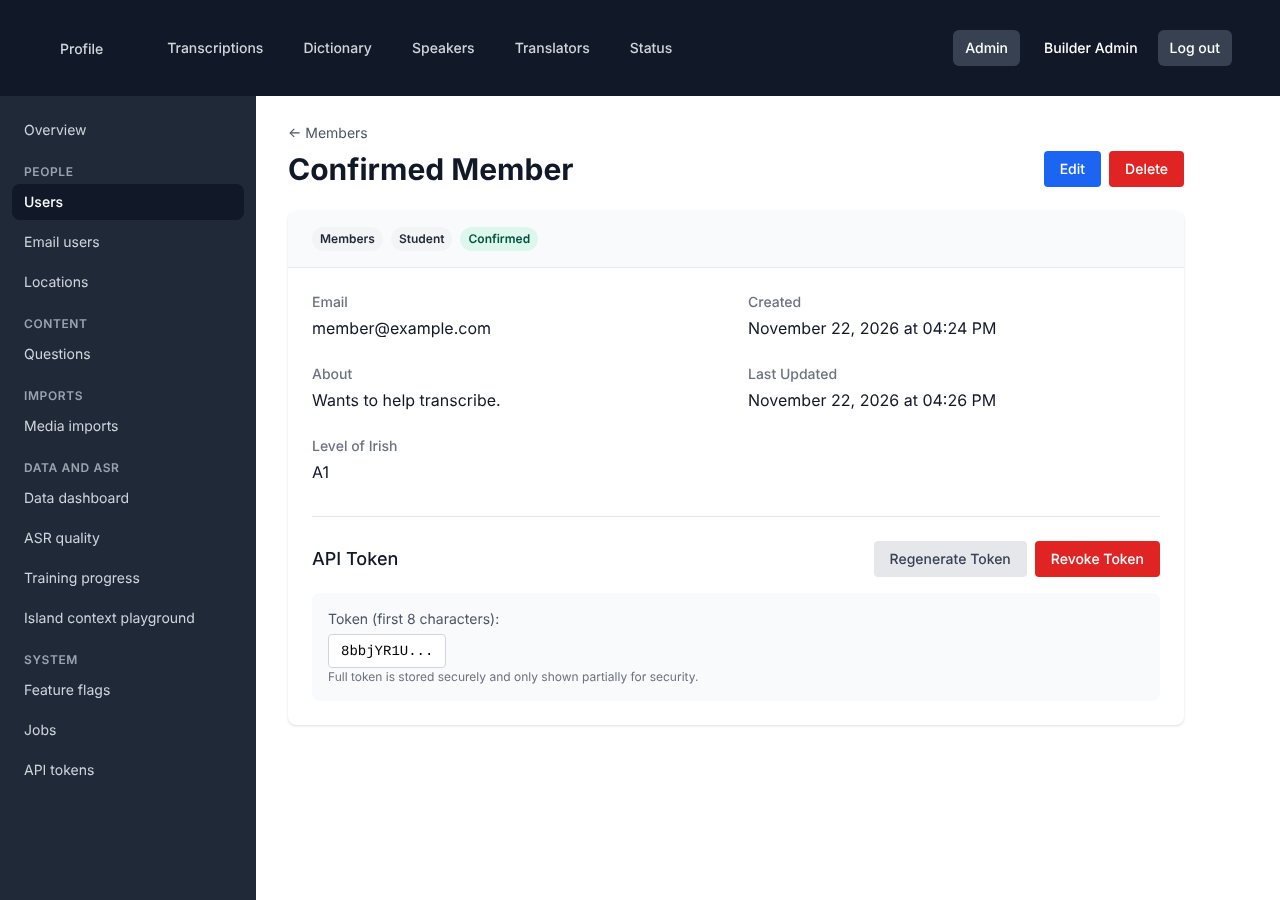 Profile
Transcriptions
Dictionary
Speakers
Translators
Status
Admin
Builder Admin
Log out
Overview
PEOPLE
Users
Email users
Locations
CONTENT
Questions
IMPORTS
Media imports
DATA AND ASR
Data dashboard
ASR quality
Training progress
Island context playground
SYSTEM
Feature flags
Jobs
API tokens
← Members
Confirmed Member
Edit
Delete
Members
Student
Confirmed
Email
member@example.com
Created
November 22, 2026 at 04:24 PM
About
Wants to help transcribe.
Last Updated
November 22, 2026 at 04:26 PM
Level of Irish
A1
API Token
Regenerate Token
Revoke Token
Token (first 8 characters):
8bbjYR1U...
Full token is stored securely and only shown partially for security.